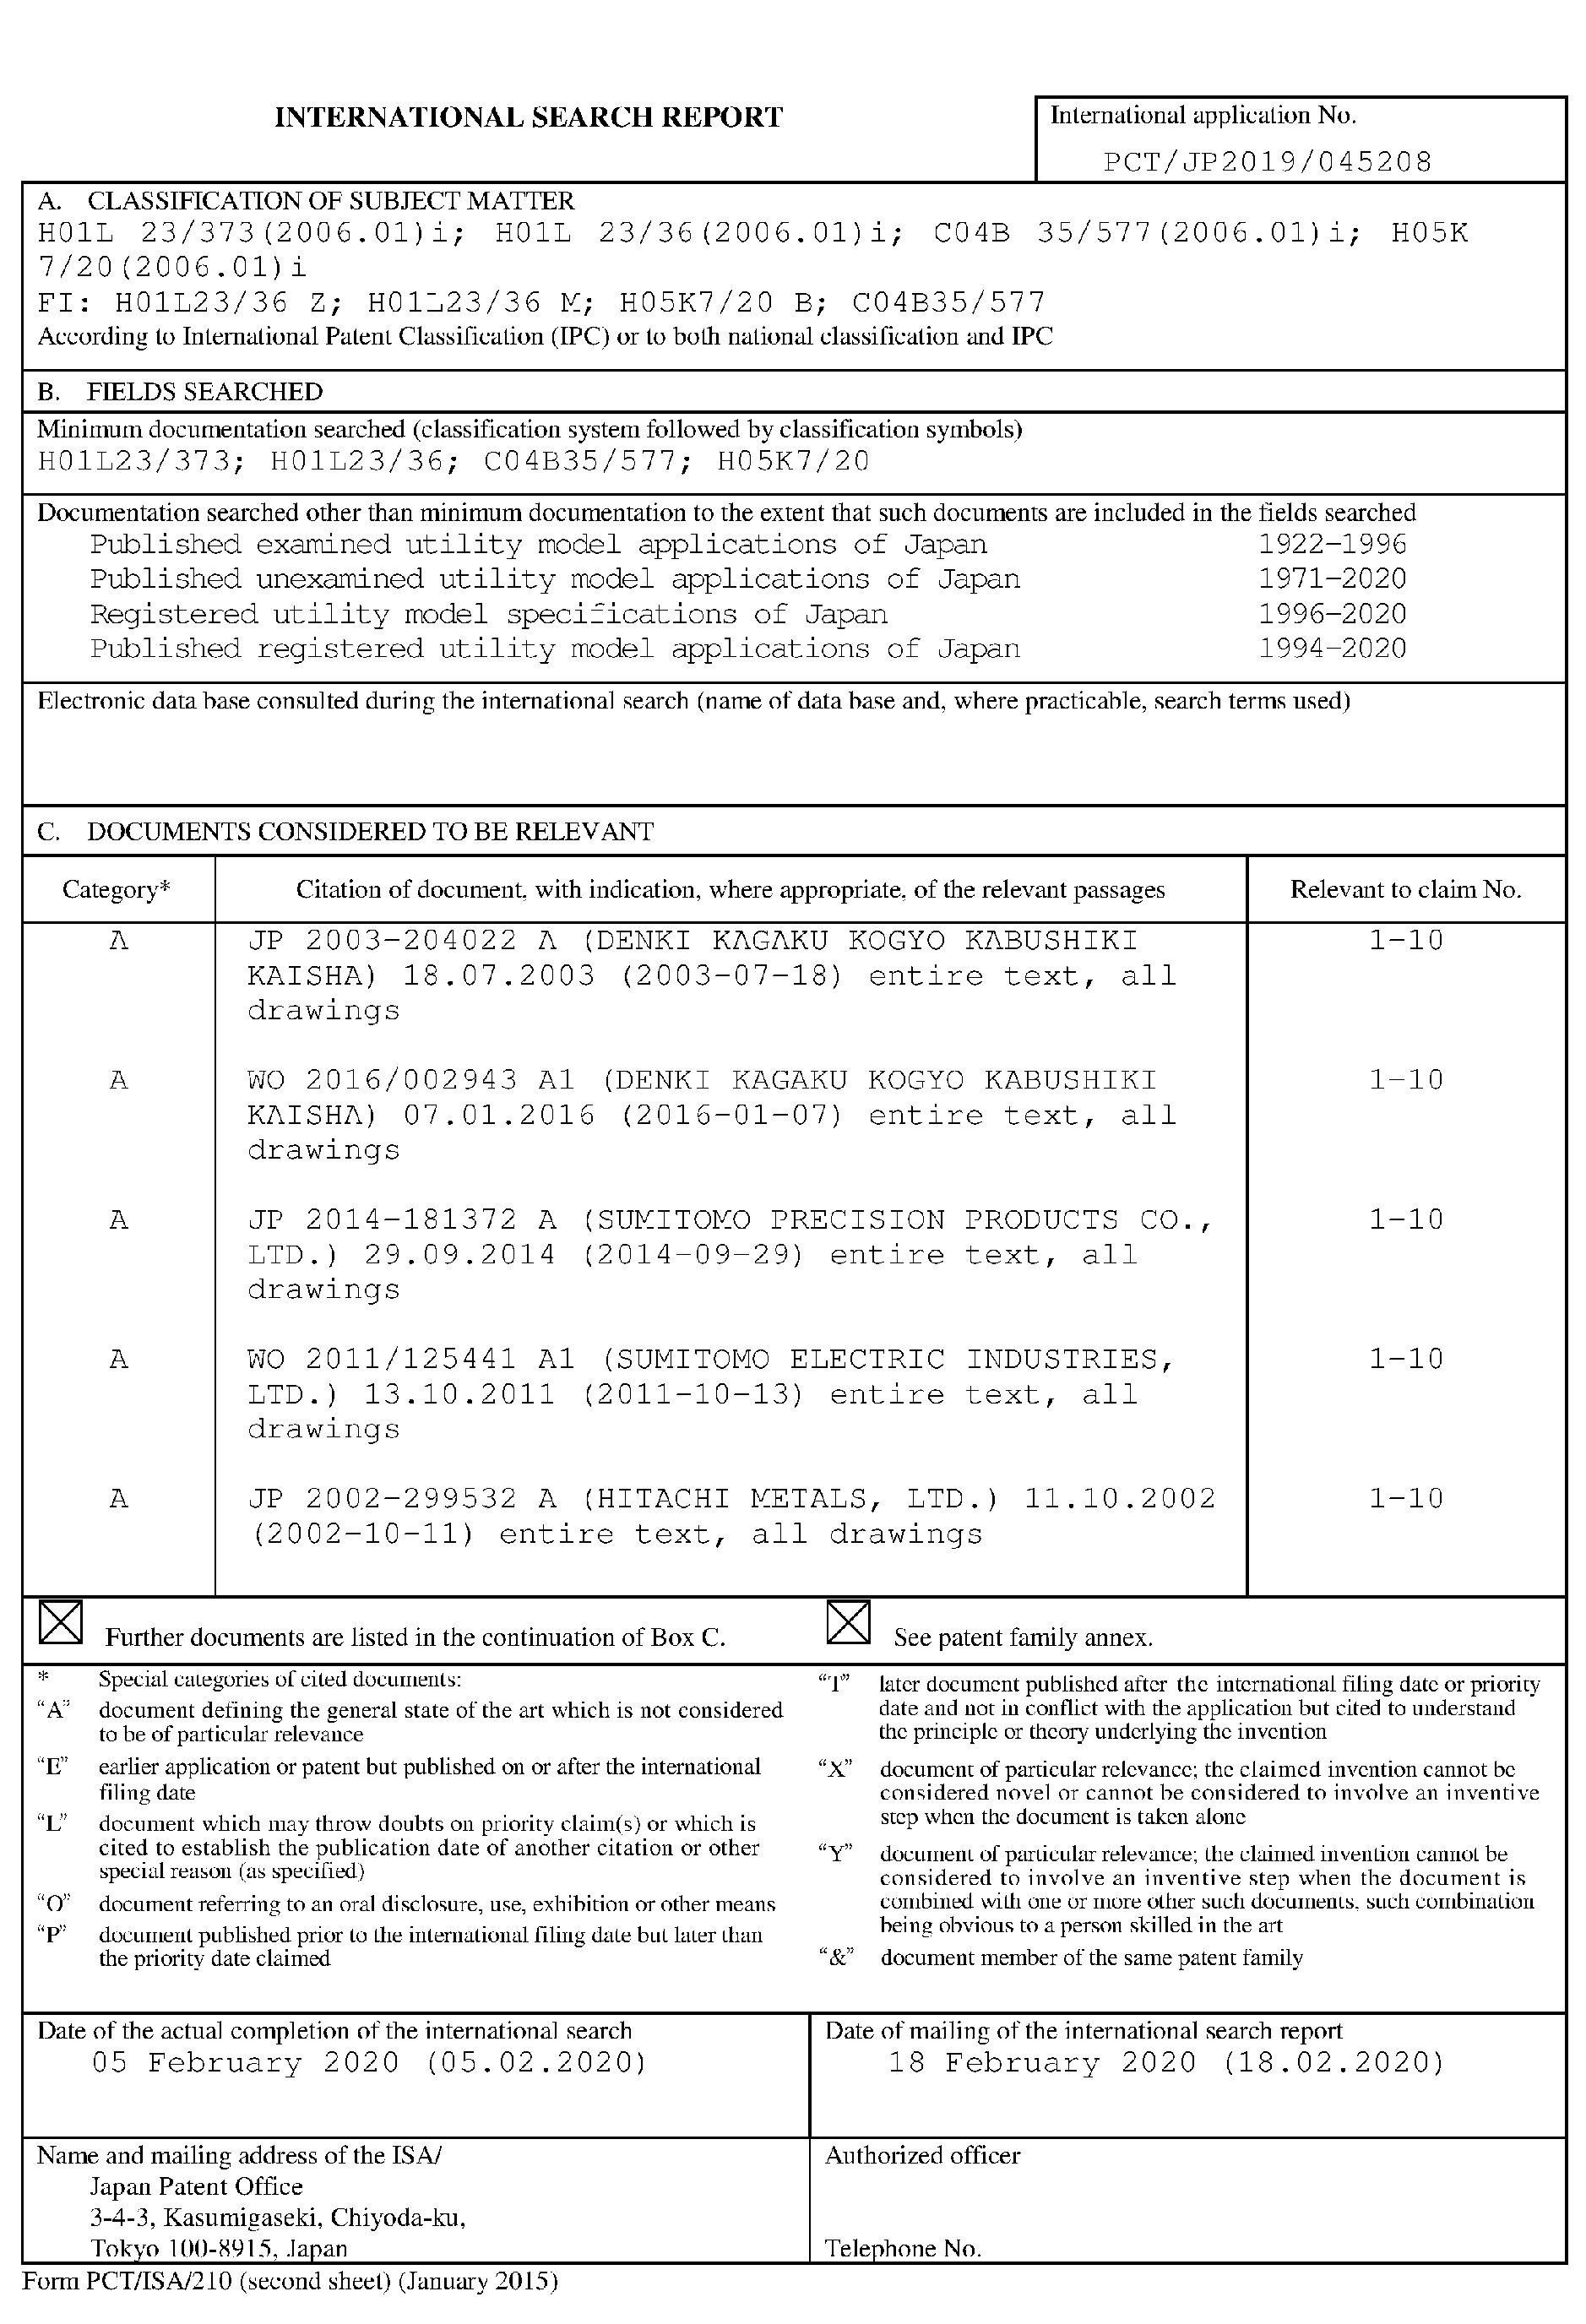 INTERNATIONAL SEARCH REPORT
International application No.
PCT/JP2019/045208
A. CLASSIFICATION OF SUBJECT MATTER
H01L 23/373(2006.01)i; H01L 23/36(2006.01)i; C04B 35/577(2006.01)i; H05K
7/20(2006.01)i
FI: H01L23/36 Z; H01L23/36 M; H05K7/20 B; C04B35/577
According to International Patent Classification (IPC) or to both national classification and IPC
B. FIELDS SEARCHED
Minimum documentation searched (classification system followed by classification symbols)
H01L23/373; H01L23/36; C04B35/577; H05K7/20
Documentation searched other than minimum documentation to the extent that such documents are included in the fields searched
Published examined utility model applications of Japan 1922-1996
Published unexamined utility model applications of Japan 1971-2020
Registered utility model specifications of Japan 1996-2020
Published registered utility model applications of Japan 1994-2020
Electronic data base consulted during the international search (name of data base and, where practicable, search terms used)
C. DOCUMENTS CONSIDERED TO BE RELEVANT
Category* Citation of document, with indication, where appropriate, of the relevant passages Relevant to claim No.
A JP 2003-204022 A (DENKI KAGAKU KOGYO KABUSHIKI 1-10
KAISHA) 18.07.2003 (2003-07-18) entire text, all
drawings
A WO 2016/002943 A1 (DENKI KAGAKU KOGYO KABUSHIKI 1-10
KAISHA) 07.01.2016 (2016-01-07) entire text, all
drawings
A JP 2014-181372 A (SUMITOMO PRECISION PRODUCTS CO., 1-10
LTD.) 29.09.2014 (2014-09-29) entire text, all
drawings
A WO 2011/125441 A1 (SUMITOMO ELECTRIC INDUSTRIES, 1-10
LTD.) 13.10.2011 (2011-10-13) entire text, all
drawings
A JP 2002-299532 A (HITACHI METALS, LTD.) 11.10.2002 1-10
(2002-10-11) entire text, all drawings
Further documents are listed in the continuation of Box C.
See patent family annex.
* Special categories of cited documents:
“A” document defining the general state of the art which is not considered
to be of particular relevance
“E” earlier application or patent but published on or after the international
filing date
“L” document which may throw doubts on priority claim(s) or which is
cited to establish the publication date of another citation or other
special reason (as specified)
“O” document referring to an oral disclosure, use, exhibition or other means
“P” document published prior to the international filing date but later than
the priority date claimed
“T” later document published after the international filing date or priority
date and not in conflict with the application but cited to understand
the principle or theory underlying the invention
“X” document of particular relevance; the claimed invention cannot be
considered novel or cannot be considered to involve an inventive
step when the document is taken alone
“Y” document of particular relevance; the claimed invention cannot be
considered to involve an inventive step when the document is
combined with one or more other such documents, such combination
being obvious to a person skilled in the art
“&” document member of the same patent family
Date of the actual completion of the international search
05 February 2020 (05.02.2020)
Date of mailing of the international search report
18 February 2020 (18.02.2020)
Name and mailing address of the ISA/
Japan Patent Office
3-4-3, Kasumigaseki, Chiyoda-ku,
Tokyo 100-8915, Japan
Authorized officer
Telephone No.
Form PCT/ISA/210 (second sheet) (January 2015)